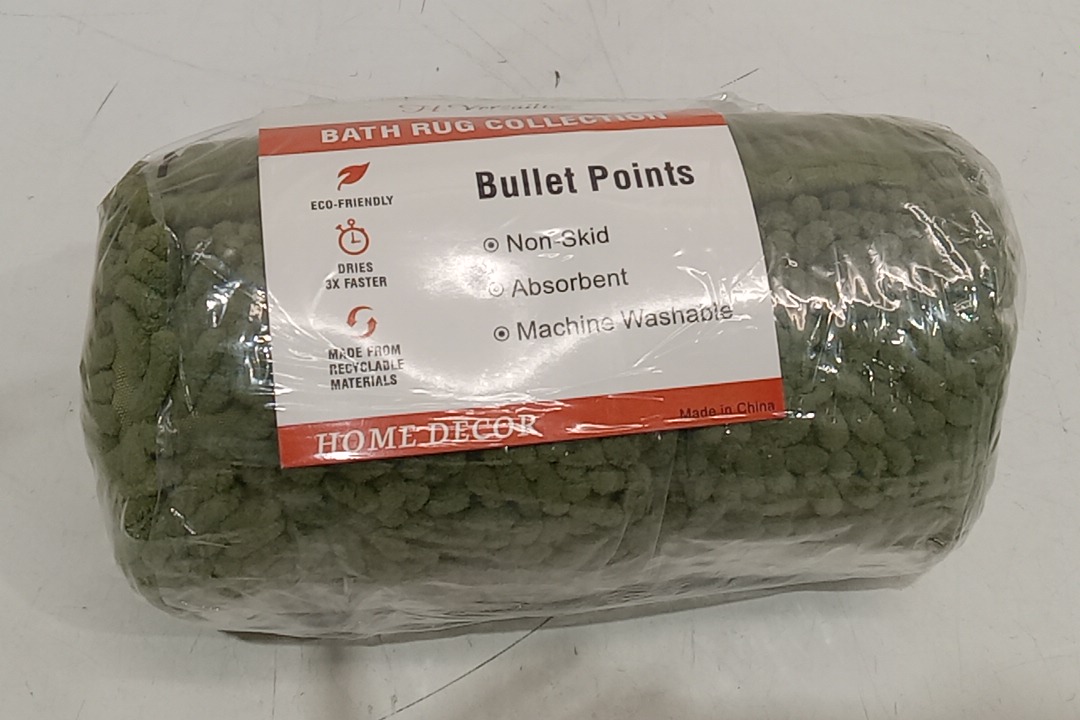 BATH RUG COLLECTION
ECO-FRIENDLY
DRIES
3X FASTER
MADE FROM
RECYCLABLE
MATERIALS
Bullet Points
Non-Skid
Absorbent
Machine Washable
HOME DECOR
Made in China